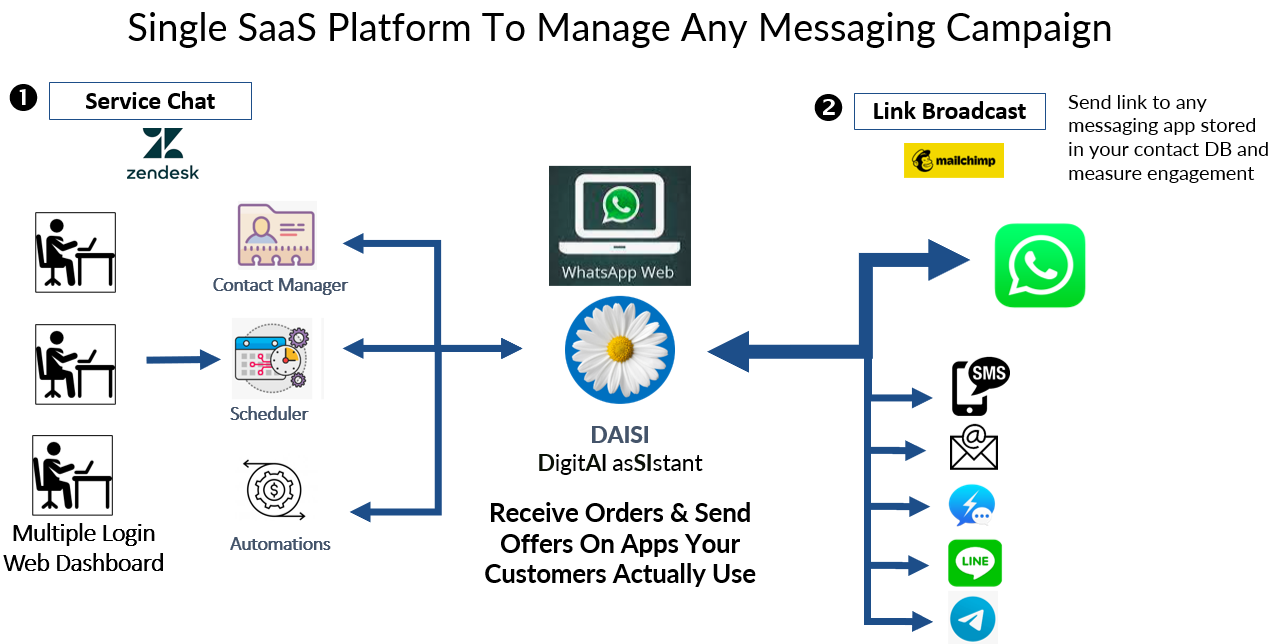 Single SaaS Platform To Manage Any Messaging Campaign
1
Service Chat
zendesk
2
Link Broadcast
mailchimp
Send link to any
messaging app stored
in your contact DB and
measure engagement
Contact Manager
Scheduler
Automations
Multiple Login
Web Dashboard
WhatsApp Web
DAISI
DigitAI asSIstant
Receive Orders & Send
Offers On Apps Your
Customers Actually Use
SMS
@
LINE